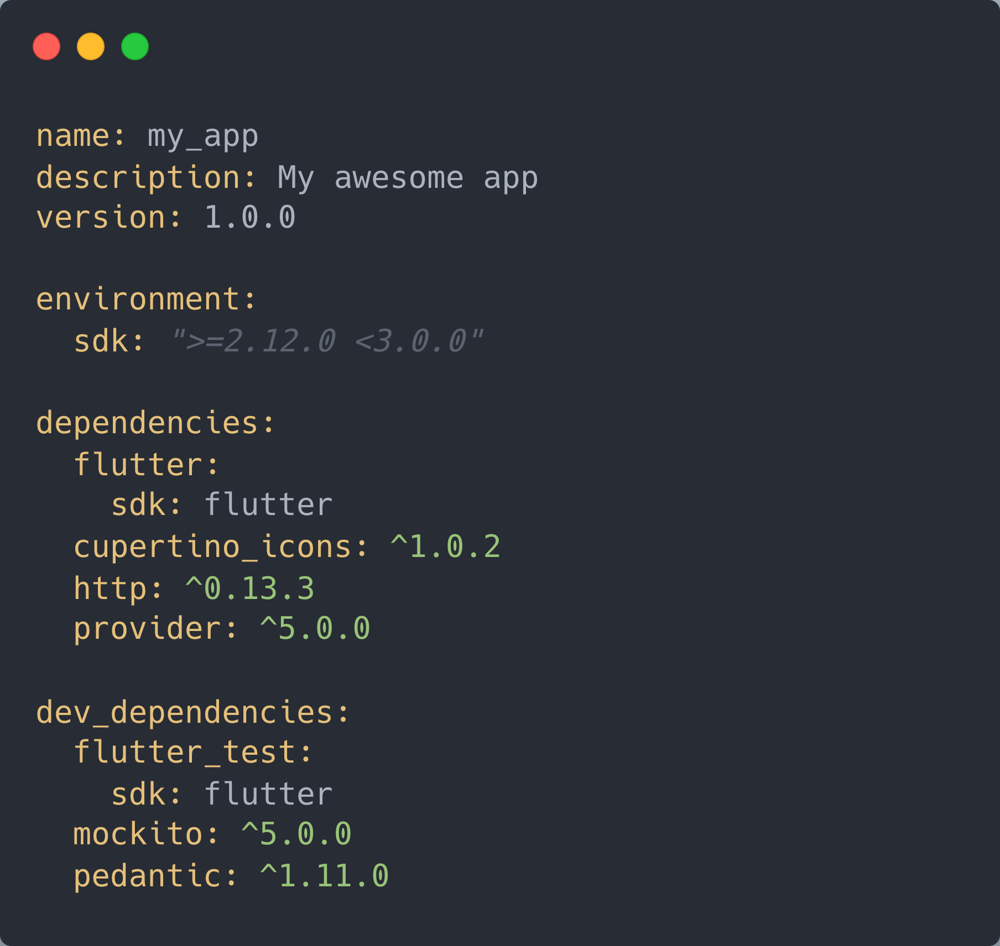 name: my_app
description: My awesome app
version: 1.0.0

environment:
  sdk: ">=2.12.0 <3.0.0"

dependencies:
  flutter:
    sdk: flutter
  cupertino_icons: ^1.0.2
  http: ^0.13.3
  provider: ^5.0.0

dev_dependencies:
  flutter_test:
    sdk: flutter
  mockito: ^5.0.0
  pedantic: ^1.11.0